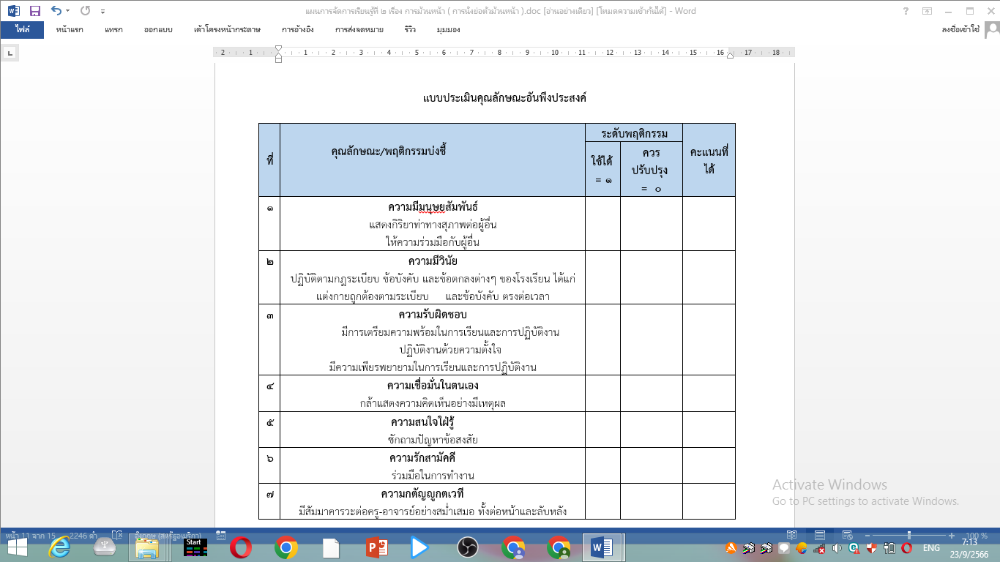 แผนการจัดการเรียนรู้ที่ ๒ เรื่อง การม้วนหน้า ( การนั่งย่อตัวม้วนหน้า ).doc [อ่านอย่างเดียว] [โหมดความเข้ากันได้] - Word
ไฟล์ หน้าแรก แทรก ออกแบบ เค้าโครงหน้ากระดาษ การอ้างอิง การส่งจดหมาย รีวิว มุมมอง ลงชื่อเข้าใช้
2 1 1 2 3 4 5 6 7 8 9 10 11 12 13 14 15 16 17 18
แบบประเมินคุณลักษณะอันพึงประสงค์
ที่
คุณลักษณะ/พฤติกรรมบ่งชี้
ระดับพฤติกรรม
ใช้ได้
= ๑
ควร
ปรับปรุง
= ๐
คะแนนที่
ได้
๑ ความมีมนุษยสัมพันธ์
แสดงกิริยาท่าทางสุภาพต่อผู้อื่น
ให้ความร่วมมือกับผู้อื่น
๒ ความมีวินัย
ปฏิบัติตามกฎระเบียบ ข้อบังคับ และข้อตกลงต่างๆ ของโรงเรียน ได้แก่
แต่งกายถูกต้องตามระเบียบ และข้อบังคับ ตรงต่อเวลา
๓ ความรับผิดชอบ
มีการเตรียมความพร้อมในการเรียนและการปฏิบัติงาน
ปฏิบัติงานด้วยความตั้งใจ
มีความเพียรพยายามในการเรียนและการปฏิบัติงาน
๔ ความเชื่อมั่นในตนเอง
กล้าแสดงความคิดเห็นอย่างมีเหตุผล
๕ ความสนใจใฝ่รู้
ซักถามปัญหาข้อสงสัย
๖ ความรักสามัคคี
ร่วมมือในการทำงาน
๗ ความกตัญญูกตเวที
มีสัมมาคารวะต่อครู-อาจารย์อย่างสม่ำเสมอ ทั้งต่อหน้าและลับหลัง
Activate Windows
Go to PC settings to activate Windows.
หน้า 11 จาก 15 2246 คำ อังกฤษ (สหรัฐอเมริกา) 100 %
Start
ENG
7:13
23/9/2566